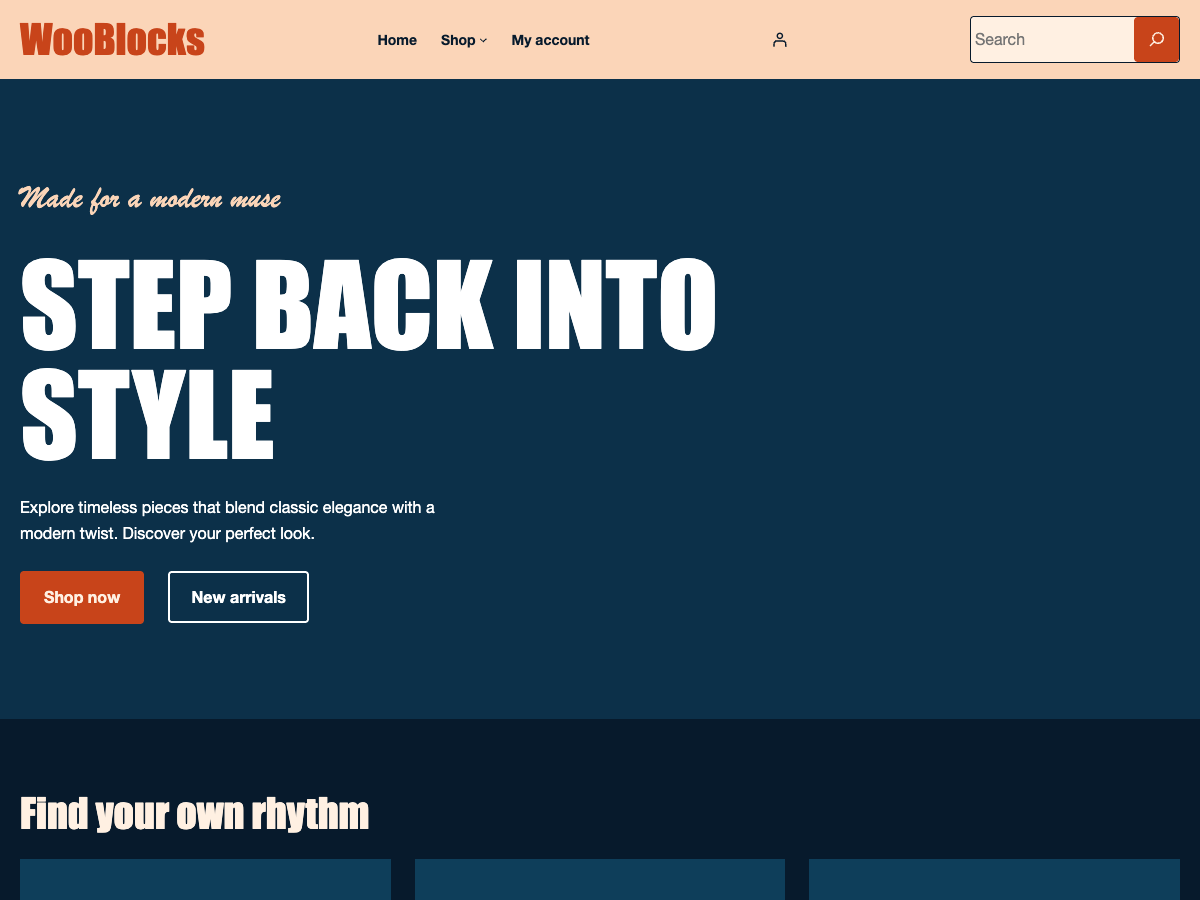 WooBlocks
Home
Shop
My account
Search
Made for a modern muse
STEP BACK INTO
STYLE
Explore timeless pieces that blend classic elegance with a
modern twist. Discover your perfect look.
Shop now
New arrivals
Find your own rhythm